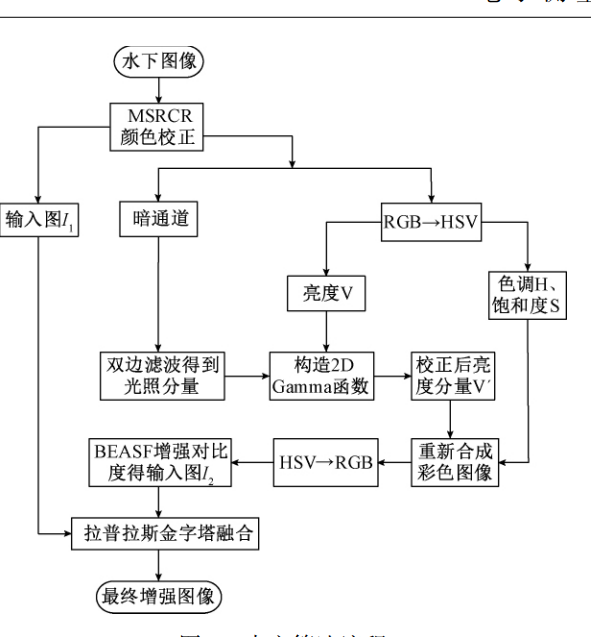 水下图像
MSRCR
颜色校正
输入图I₁
暗通道
RGB→HSV
亮度V
色调H、
饱和度S
双边滤波得到
光照分量
构造2D
Gamma函数
校正后亮
度分量V′
BEASF增强对比
度得输入图I₂
HSV→RGB
重新合成
彩色图像
拉普拉斯金字塔融合
最终增强图像